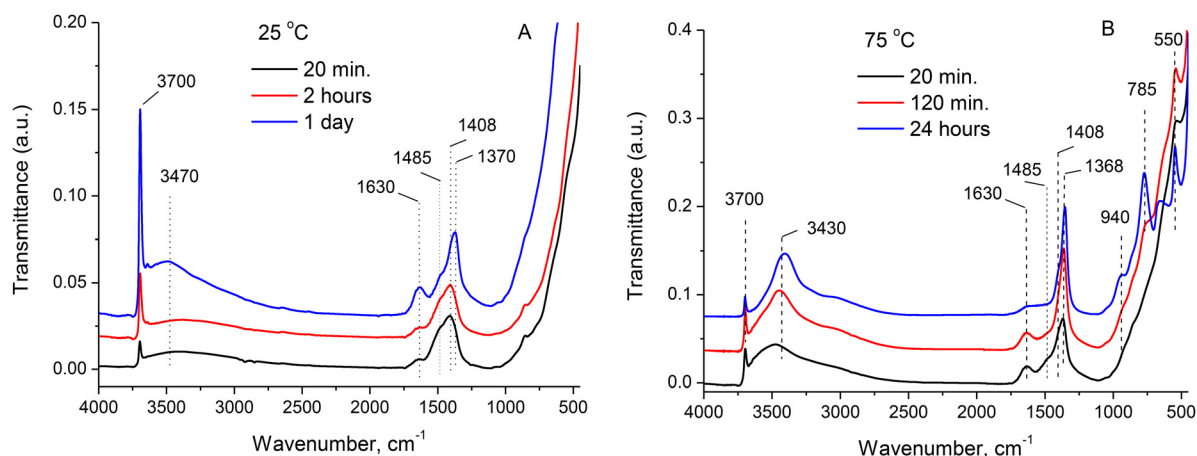 25 °C
A
20 min.
2 hours
1 day
3700
3470
1630
1485
1408
1370
0.20
0.15
0.10
0.05
0.00
Transmittance (a.u.)
4000 3500 3000 2500 2000 1500 1000 500
Wavenumber, cm-1
75 °C
B
20 min.
120 min.
24 hours
3700
3430
1630
1485
1408
1368
940
785
550
0.4
0.3
0.2
0.1
0.0
Transmittance (a.u.)
4000 3500 3000 2500 2000 1500 1000 500
Wavenumber, cm-1